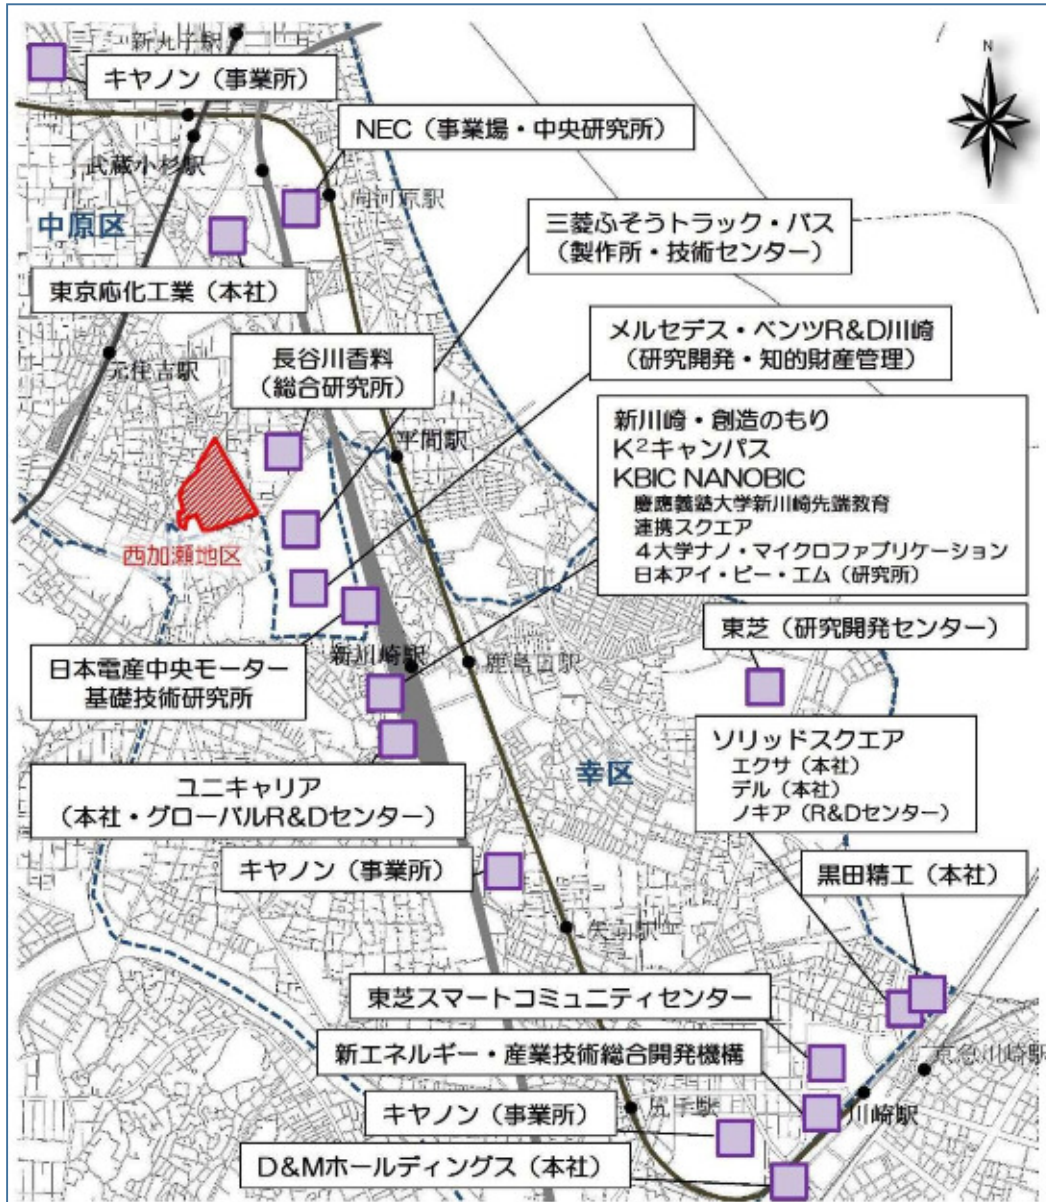 N
新丸子駅
キヤノン（事業所）
NEC（事業場・中央研究所）
武蔵小杉駅
向河原駅
中原区
三菱ふそうトラック・バス
（製作所・技術センター）
東京応化工業（本社）
メルセデス・ベンツR&D川崎
（研究開発・知的財産管理）
元住吉駅
長谷川香料
（総合研究所）
平間駅
新川崎・創造のもり
K²キャンパス
KBIC NANOBIC
慶應義塾大学新川崎先端教育
連携スクエア
４大学ナノ・マイクロファブリケーション
日本アイ・ビー・エム（研究所）
西加瀬地区
東芝（研究開発センター）
日本電産中央モーター
基礎技術研究所
新川崎駅
鹿島田駅
ソリッドスクエア
エクサ（本社）
デル（本社）
ノキア（R&Dセンター）
幸区
ユニキャリア
（本社・グローバルR&Dセンター）
キヤノン（事業所）
黒田精工（本社）
矢向駅
東芝スマートコミュニティセンター
新エネルギー・産業技術総合開発機構
京急川崎駅
キヤノン（事業所）
尻手駅
川崎駅
D&Mホールディングス（本社）